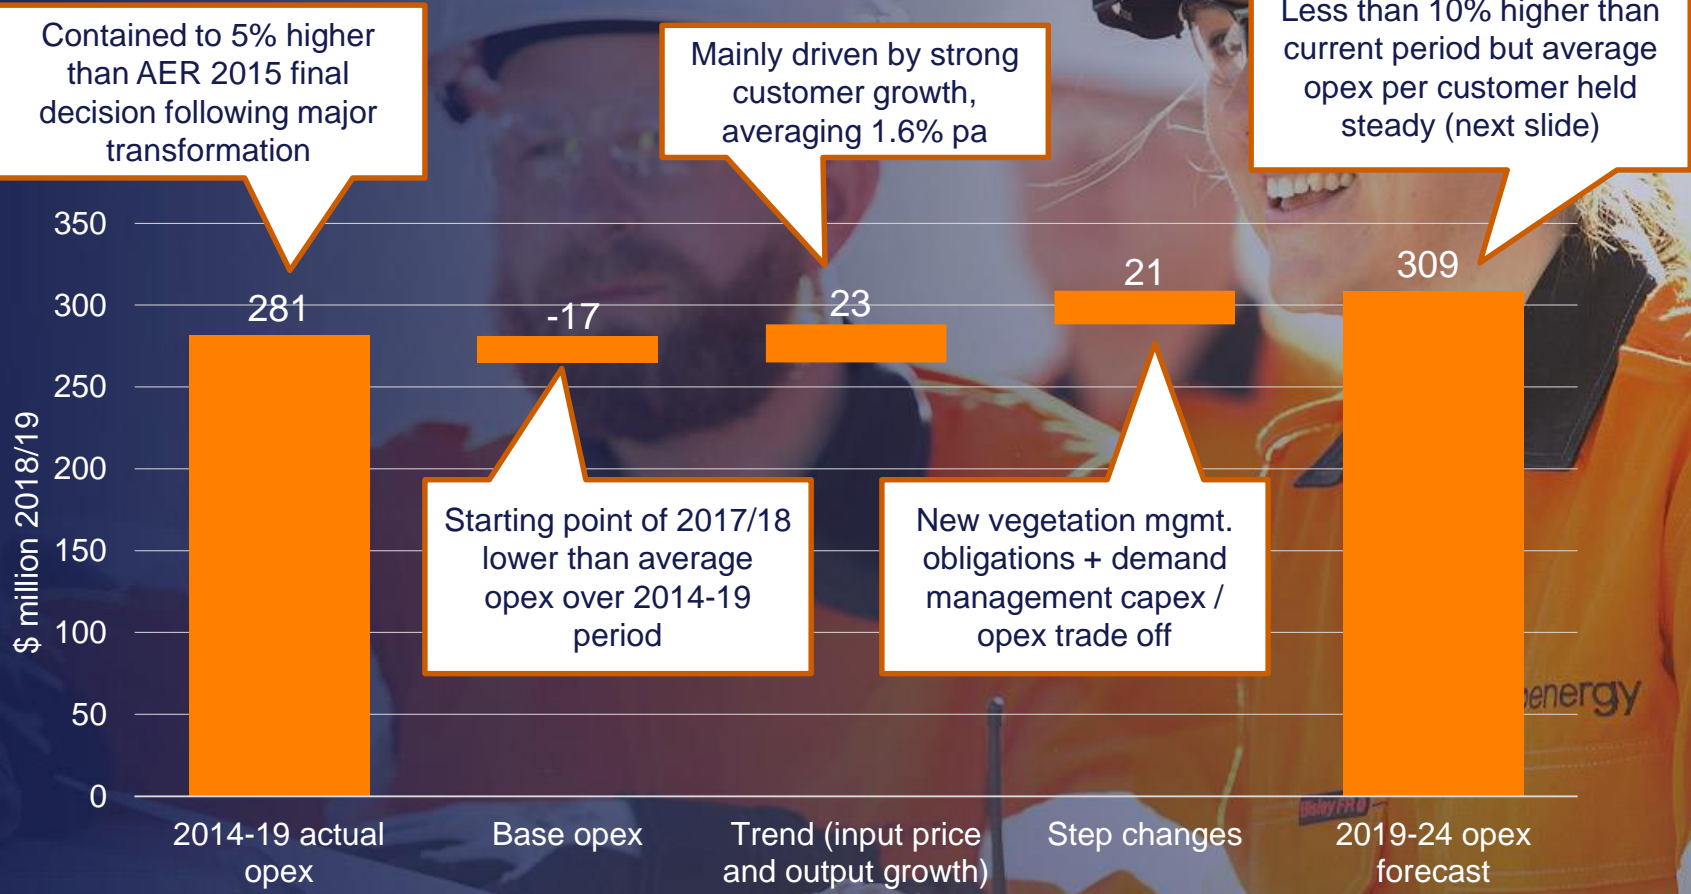 Contained to 5% higher
than AER 2015 final
decision following major
transformation
Mainly driven by strong
customer growth,
averaging 1.6% pa
Less than 10% higher than
current period but average
opex per customer held
steady (next slide)
$ million 2018/19
350
300
250
200
150
100
50
0
281
-17
23
21
309
Starting point of 2017/18
lower than average
opex over 2014-19
period
New vegetation mgmt.
obligations + demand
management capex /
opex trade off
2014-19 actual
opex
Base opex
Trend (input price
and output growth)
Step changes
2019-24 opex
forecast
energy
Bisley FR